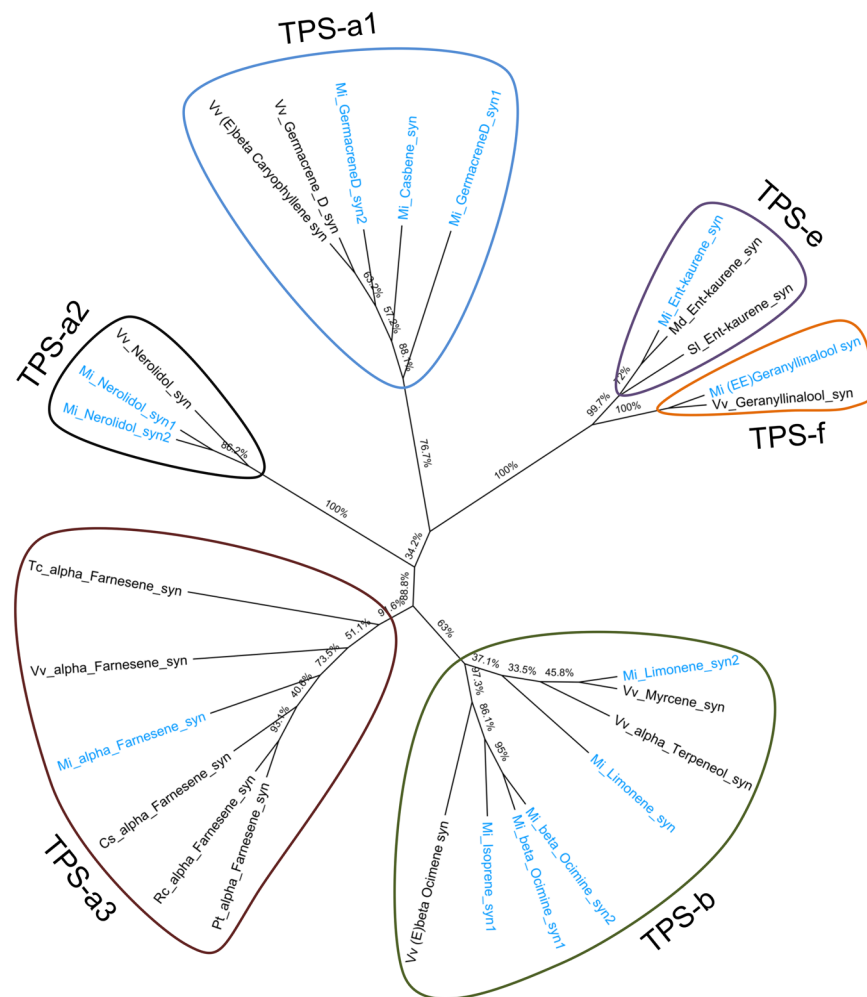 TPS-a1
Vv (E)beta Caryophyllene syn
Vv_Germacrene_D_syn
Mi_GermacreneD_syn2
Mi_Casbene_syn
Mi_GermacreneD_syn1
63.2%
57.2%
88.1%
76.7%
TPS-e
Mi_Ent-kaurene_syn
Md_Ent-kaurene_syn
Sl_Ent-kaurene_syn
72%
99.7%
TPS-f
Mi (EE)Geranyllinalool syn
Vv_Geranyllinalool_syn
100%
100%
TPS-a2
Vv_Nerolidol_syn
Mi_Nerolidol_syn1
Mi_Nerolidol_syn2
86.2%
100%
34.2%
88.8%
TPS-a3
Tc_alpha_Farnesene_syn
Vv_alpha_Farnesene_syn
Mi_alpha_Farnesene_syn
Cs_alpha_Farnesene_syn
Rc_alpha_Farnesene_syn
Pt_alpha_Farnesene_syn
91.6%
51.1%
73.5%
40.6%
93.1%
63%
TPS-b
37.1%
33.5%
45.8%
Mi_Limonene_syn2
Vv_Myrcene_syn
Vv_alpha_Terpeneol_syn
Mi_Limonene_syn
97.3%
86.1%
95%
Vv (E)beta Ocimene syn
Mi_Isoprene_syn1
Mi_beta_Ocimine_syn1
Mi_beta_Ocimine_syn2